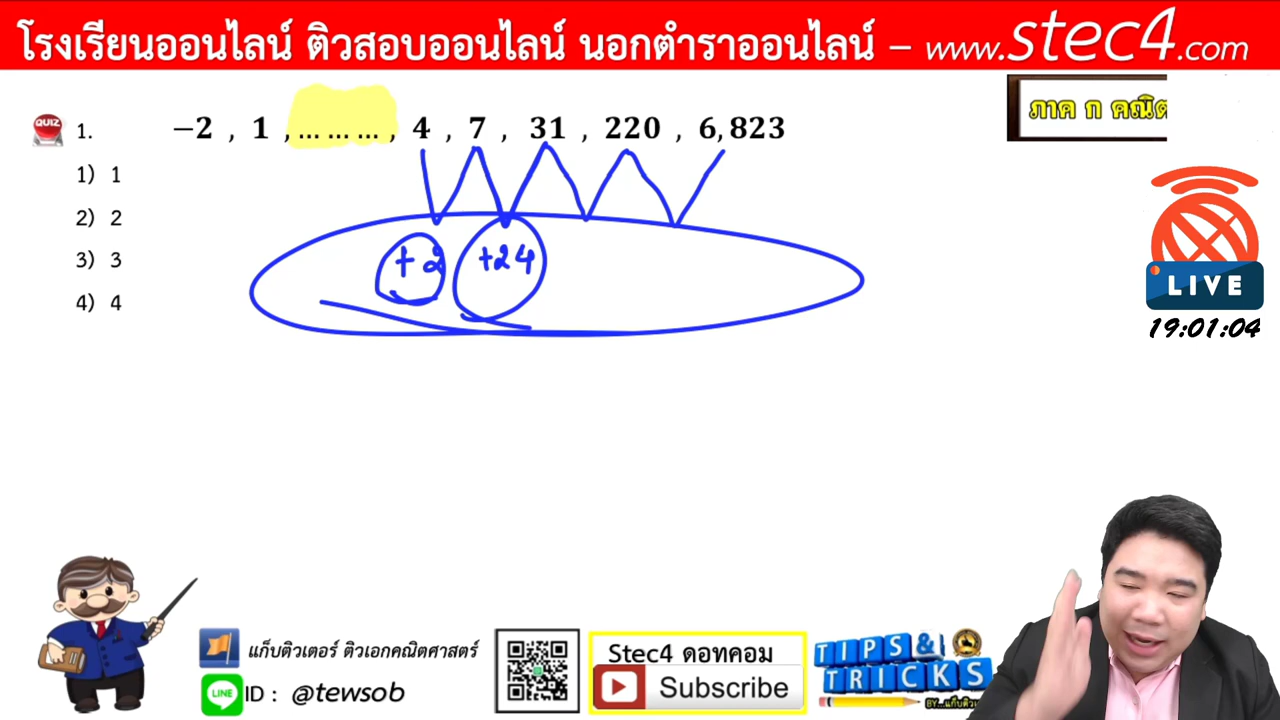 โรงเรียนออนไลน์ ติวสอบออนไลน์ นอกตำราออนไลน์ – www.stec4.com
ภาค ก คณิต
QUIZ 1. −2 , 1 , ... ... ... , 4 , 7 , 31 , 220 , 6,823
1) 1
2) 2
3) 3
4) 4
+2 +24
LIVE
19:01:04
แก็บติวเตอร์ ติวเอกคณิตศาสตร์
LINE ID : @tewsob
Stec4 ดอทคอม
Subscribe
TIPS &
TRICKS